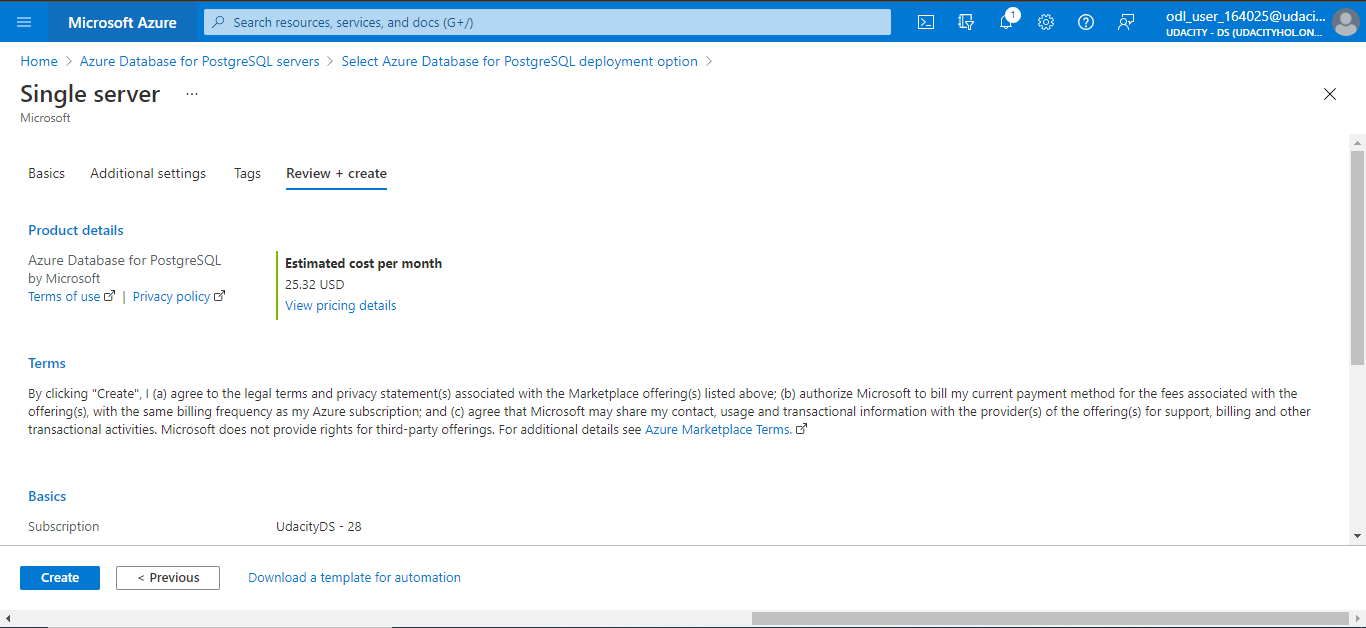 Microsoft Azure
Search resources, services, and docs (G+/)
1
odl_user_164025@udaci...
UDACITY - DS (UDACITYHOL.ON...
Home > Azure Database for PostgreSQL servers > Select Azure Database for PostgreSQL deployment option >
Single server ...
Microsoft
Basics Additional settings Tags Review + create
Product details
Azure Database for PostgreSQL
by Microsoft
Terms of use | Privacy policy
Estimated cost per month
25.32 USD
View pricing details
Terms
By clicking "Create", I (a) agree to the legal terms and privacy statement(s) associated with the Marketplace offering(s) listed above; (b) authorize Microsoft to bill my current payment method for the fees associated with the
offering(s), with the same billing frequency as my Azure subscription; and (c) agree that Microsoft may share my contact, usage and transactional information with the provider(s) of the offering(s) for support, billing and other
transactional activities. Microsoft does not provide rights for third-party offerings. For additional details see Azure Marketplace Terms.
Basics
Subscription UdacityDS - 28
Create < Previous Download a template for automation